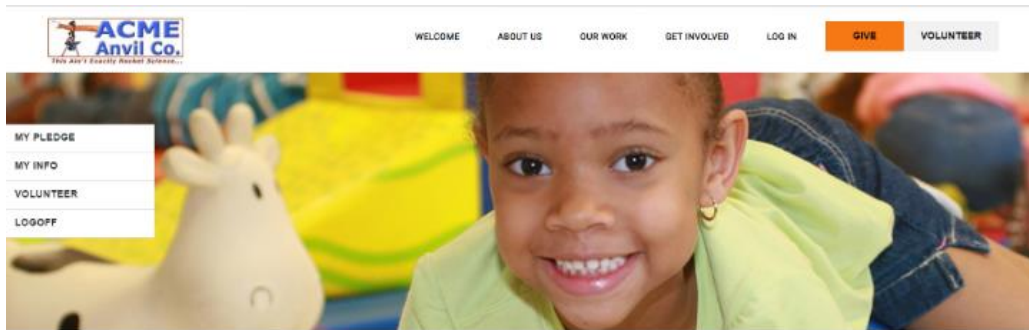 ACME
Anvil Co.
This Ain't Exactly Rocket Science...
WELCOME ABOUT US OUR WORK GET INVOLVED LOG IN GIVE VOLUNTEER
MY PLEDGE
MY INFO
VOLUNTEER
LOGOFF